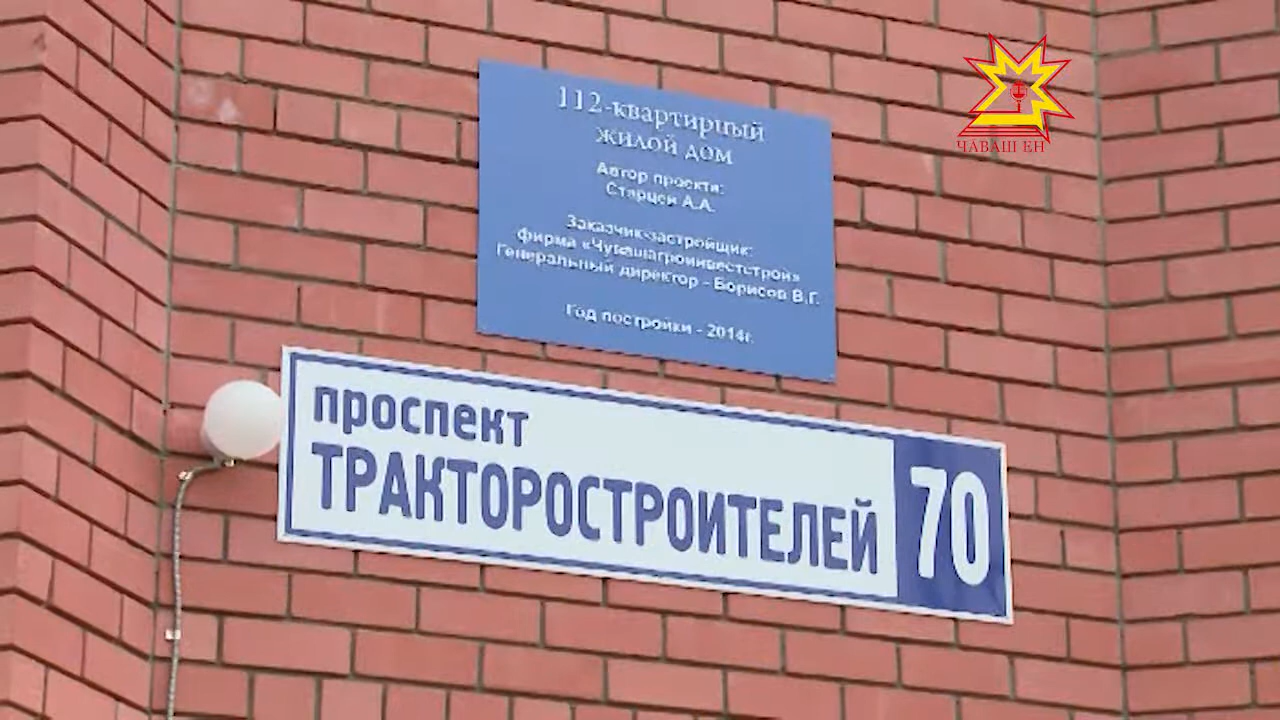 ЧӐВАШ ЕН
112-квартирный
жилой дом
Автор проекта:
Старцев А.А.
Заказчик-застройщик:
фирма «Чувашагроинвестстрой»
Генеральный директор - Борисов В.Г.
Год постройки - 2014г.
проспект
ТРАКТОРОСТРОИТЕЛЕЙ 70